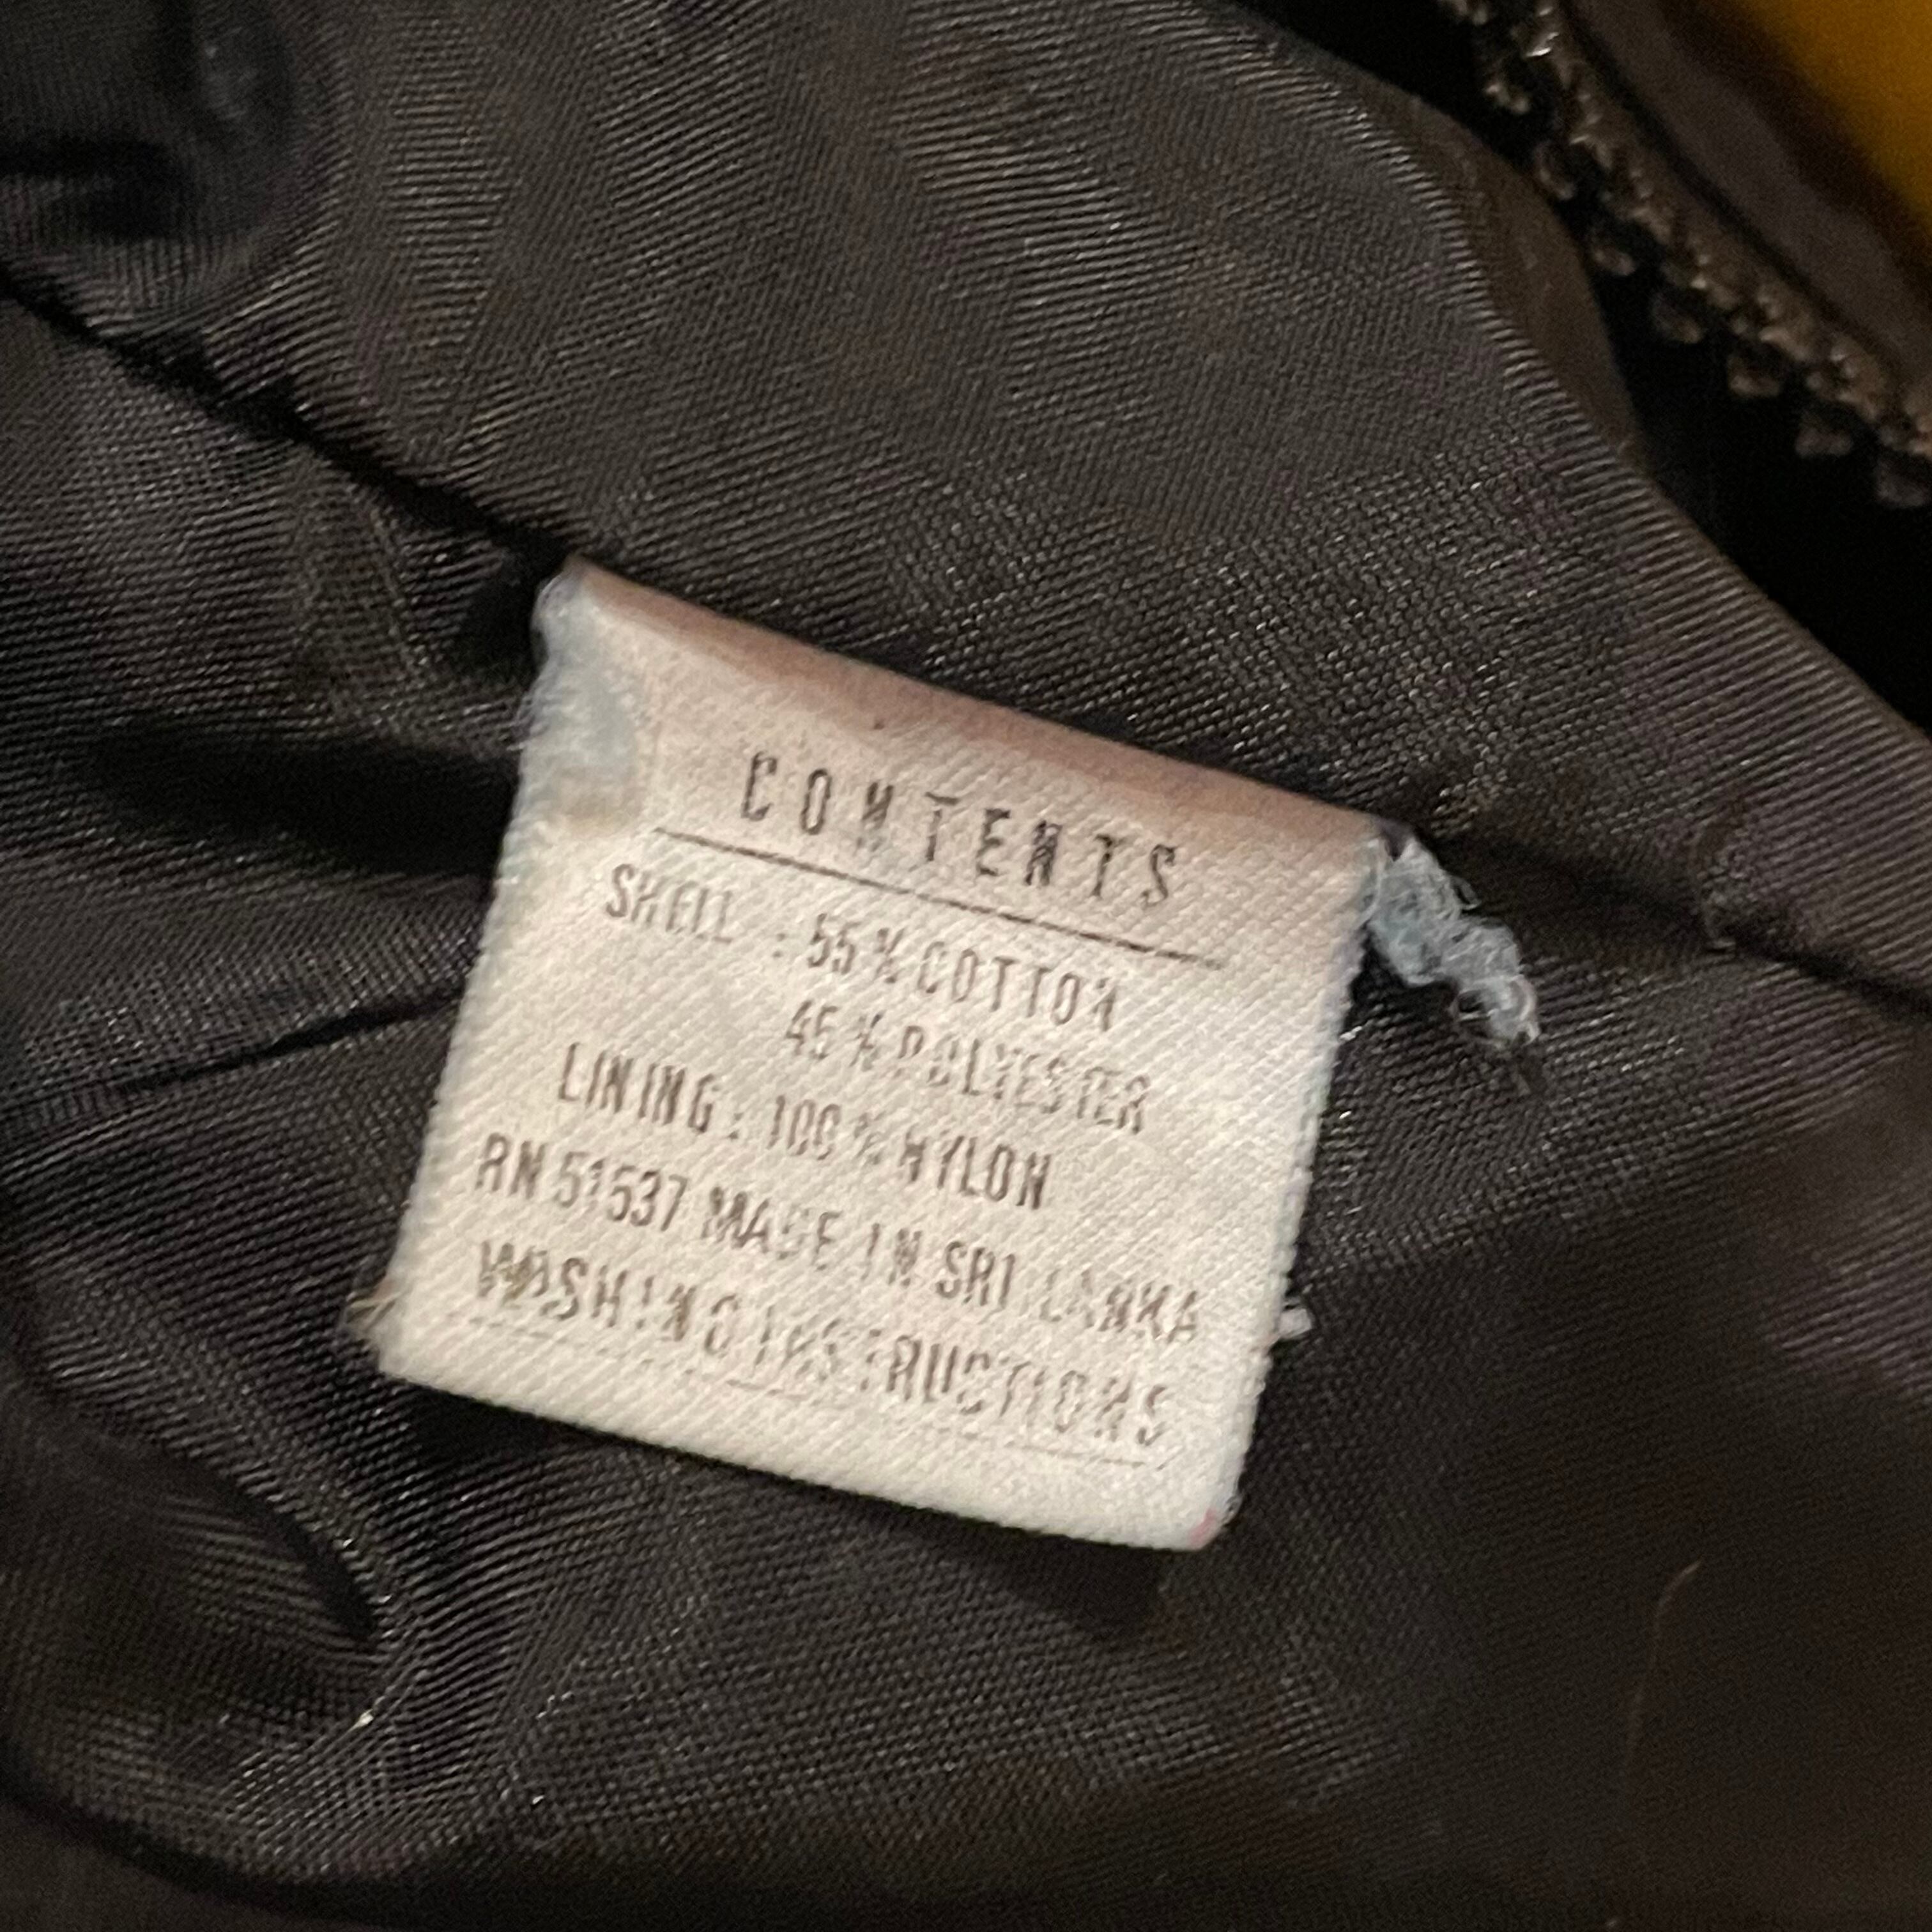 CONTENTS
SHELL : 55% COTTON
45% POLYESTER
LINING : 100% NYLON
RN 51537 MADE IN SRI LANKA
WASHING INSTRUCTIONS